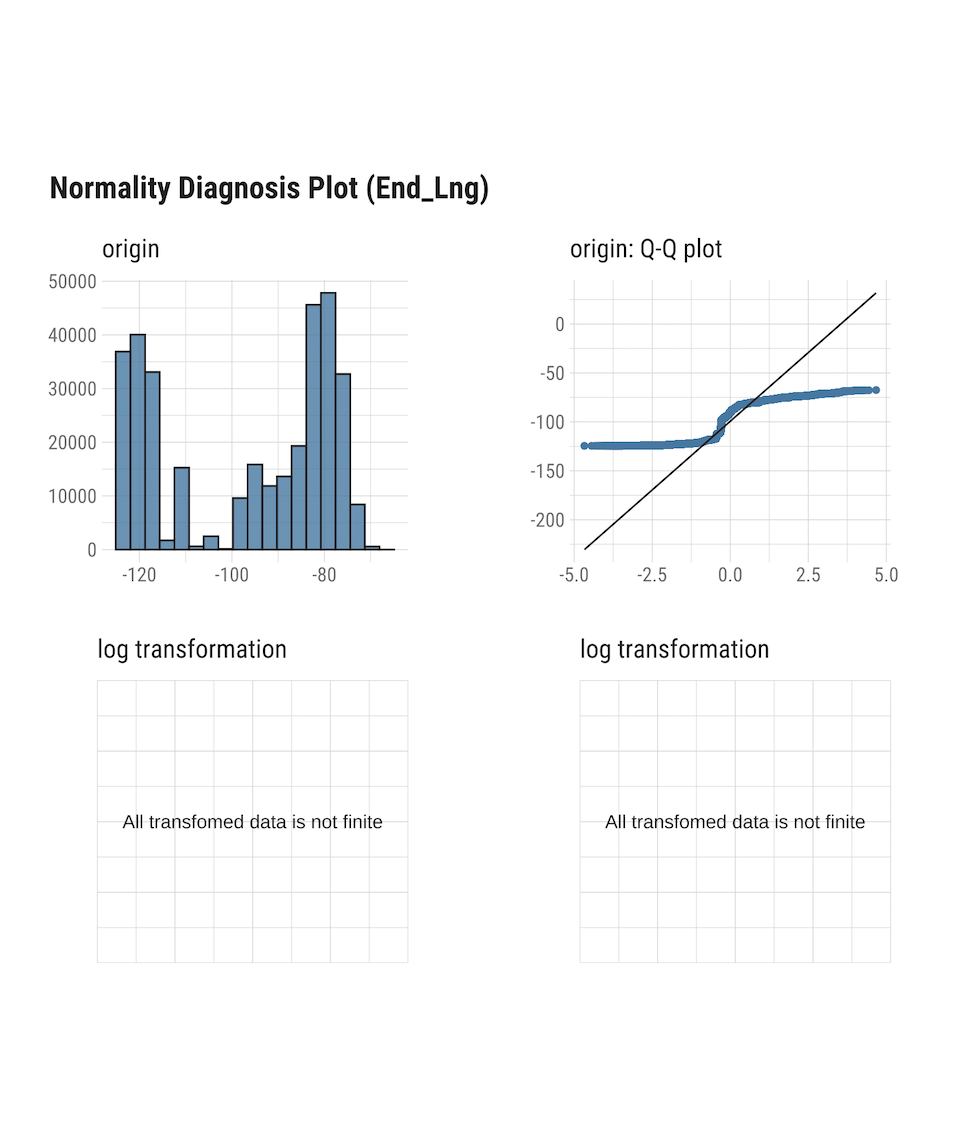 Normality Diagnosis Plot (End_Lng)
origin
50000
40000
30000
20000
10000
0
-120 -100 -80
origin: Q-Q plot
0
-50
-100
-150
-200
-5.0 -2.5 0.0 2.5 5.0
log transformation
All transfomed data is not finite
log transformation
All transfomed data is not finite